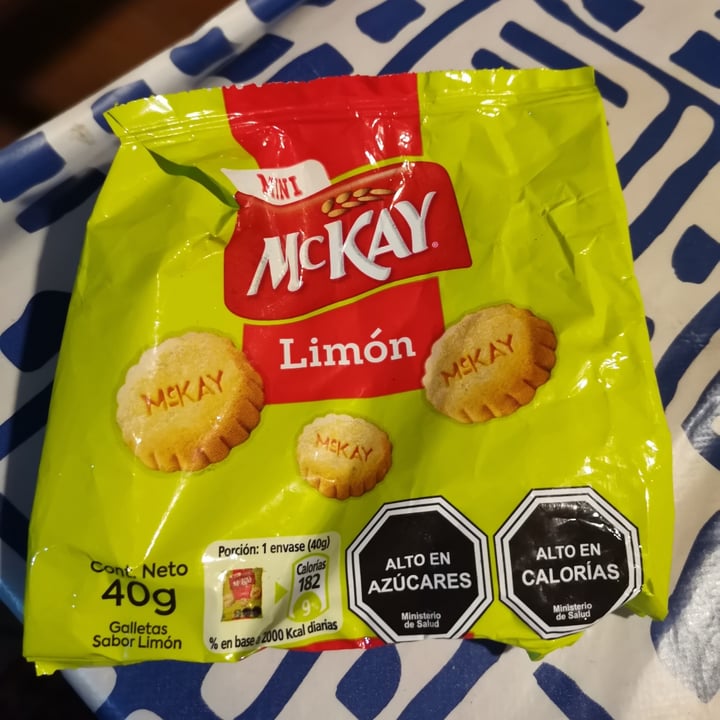 MINI
McKAY
Limón
McKAY
McKAY
McKAY
Cont. Neto
40g
Galletas
Sabor Limón
Porción: 1 envase (40g)
Calorías
182
9%
% en base a 2000 Kcal diarias
ALTO EN
AZÚCARES
Ministerio
de Salud
ALTO EN
CALORÍAS
Ministerio
de Salud